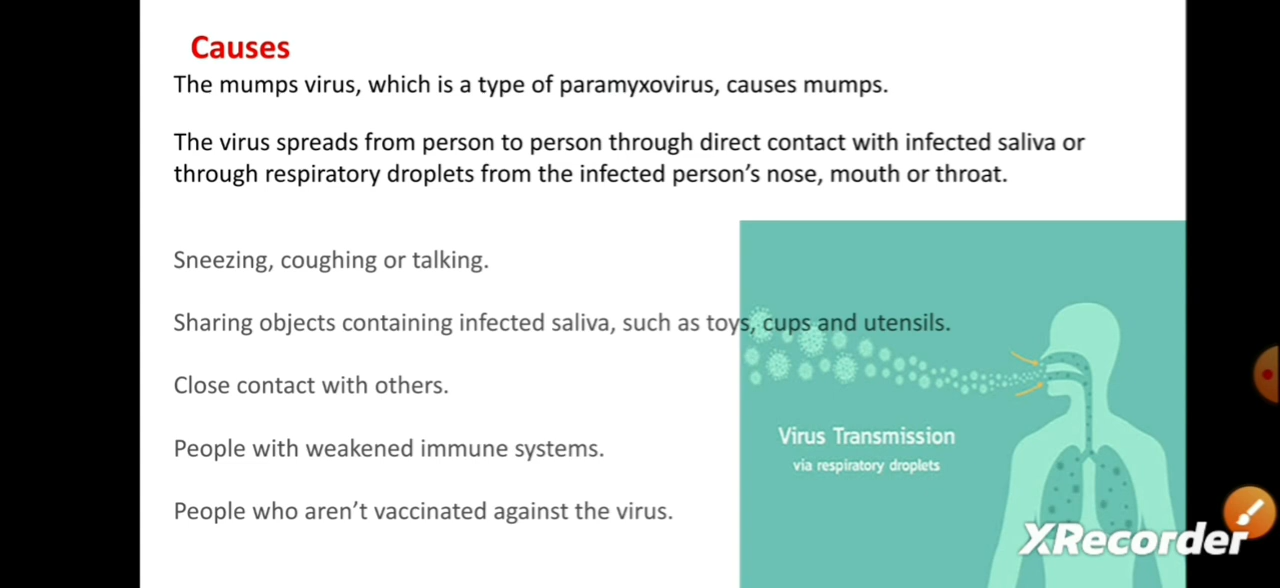 Causes
The mumps virus, which is a type of paramyxovirus, causes mumps.
The virus spreads from person to person through direct contact with infected saliva or
through respiratory droplets from the infected person’s nose, mouth or throat.
Sneezing, coughing or talking.
Sharing objects containing infected saliva, such as toys, cups and utensils.
Close contact with others.
Virus Transmission
via respiratory droplets
People with weakened immune systems.
People who aren’t vaccinated against the virus.
XRecorder